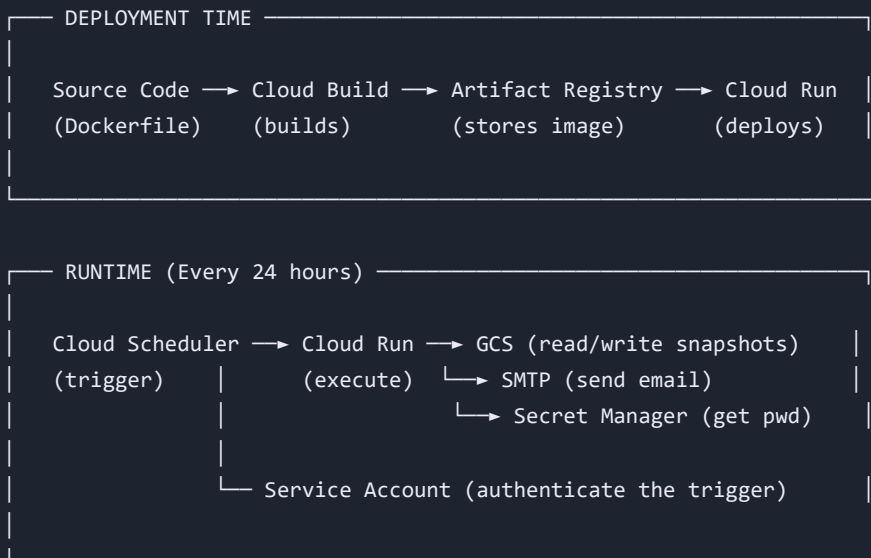 DEPLOYMENT TIME
Source Code ──► Cloud Build ──► Artifact Registry ──► Cloud Run
(Dockerfile) (builds) (stores image) (deploys)
RUNTIME (Every 24 hours)
Cloud Scheduler ──► Cloud Run ──► GCS (read/write snapshots)
(trigger) (execute) └─► SMTP (send email)
└─► Secret Manager (get pwd)
└── Service Account (authenticate the trigger)